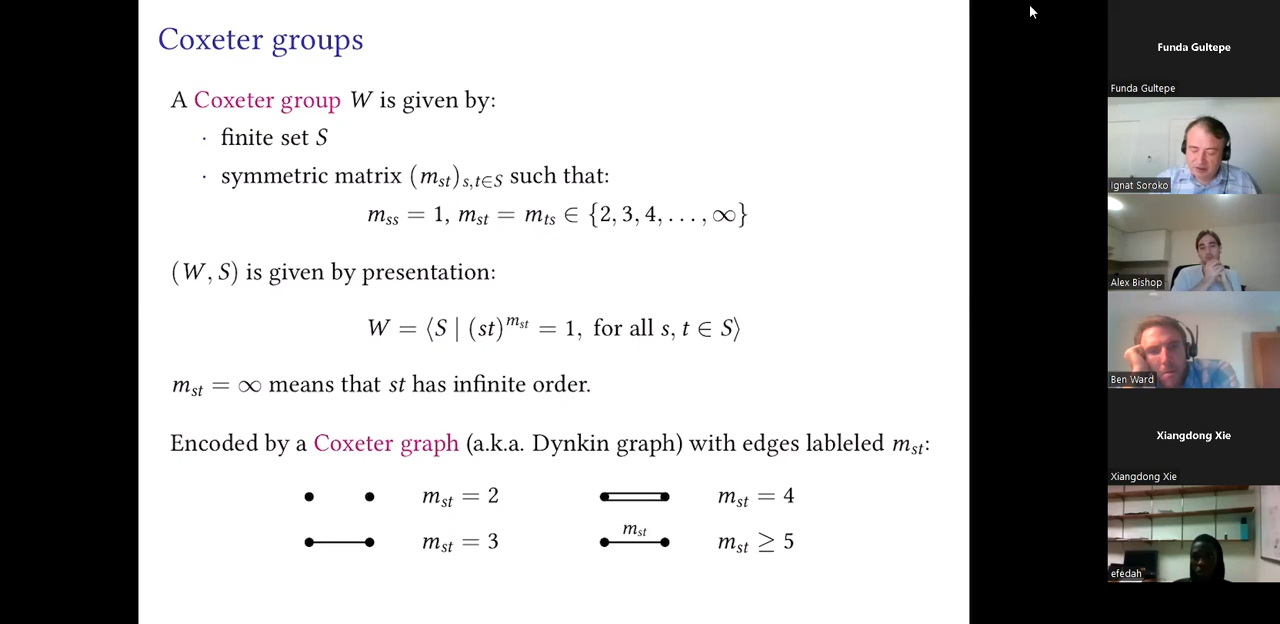 Coxeter groups
A Coxeter group W is given by:
· finite set S
· symmetric matrix (m_{st})_{s,t∈S} such that:
m_{ss} = 1, m_{st} = m_{ts} ∈ {2, 3, 4, . . . , ∞}
(W, S) is given by presentation:
W = ⟨S | (st)^{m_{st}} = 1, for all s, t ∈ S⟩
m_{st} = ∞ means that st has infinite order.
Encoded by a Coxeter graph (a.k.a. Dynkin graph) with edges lableled m_{st}:
m_{st} = 2
m_{st} = 4
m_{st} = 3
m_{st}
m_{st} ≥ 5
Funda Gultepe
Funda Gultepe
Ignat Soroko
Alex Bishop
Ben Ward
Xiangdong Xie
Xiangdong Xie
efedah